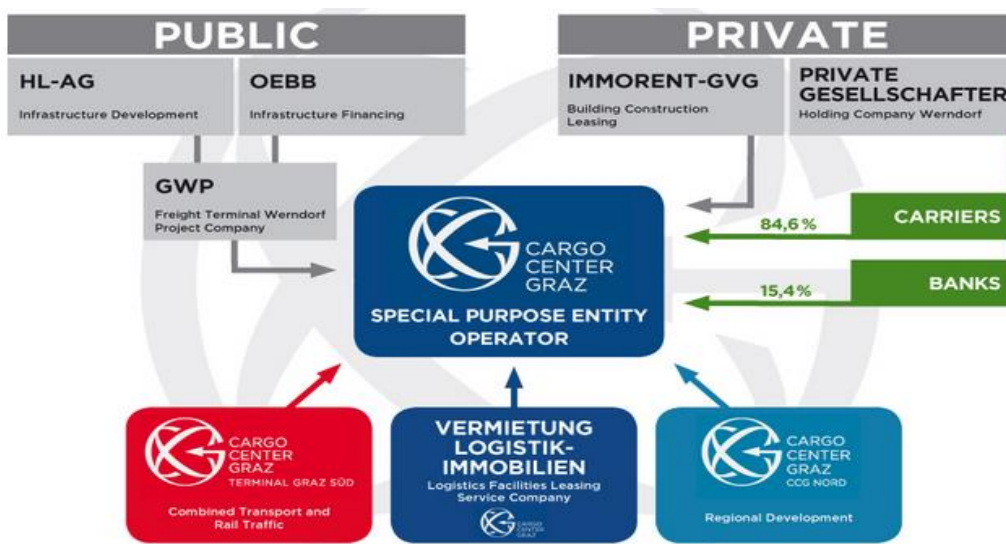 PUBLIC
HL-AG
Infrastructure Development
OEBB
Infrastructure Financing
GWP
Freight Terminal Werndorf
Project Company
PRIVATE
IMMORENT-GVG
Building Construction
Leasing
PRIVATE
GESELLSCHAFTER
Holding Company Werndorf
84,6%
CARRIERS
15,4%
BANKS
CARGO
CENTER
GRAZ
SPECIAL PURPOSE ENTITY
OPERATOR
CARGO
CENTER
GRAZ
TERMINAL GRAZ SÜD
Combined Transport and
Rail Traffic
VERMIETUNG
LOGISTIK-
IMMOBILIEN
Logistics Facilities Leasing
Service Company
CARGO
CENTER
GRAZ
CARGO
CENTER
GRAZ
CCG NORD
Regional Development